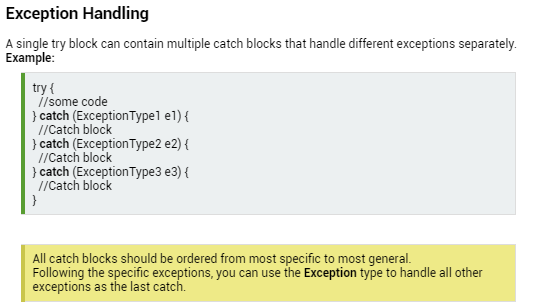 Exception Handling
A single try block can contain multiple catch blocks that handle different exceptions separately.
Example:
try {
//some code
} catch (ExceptionType1 e1) {
//Catch block
} catch (ExceptionType2 e2) {
//Catch block
} catch (ExceptionType3 e3) {
//Catch block
}
All catch blocks should be ordered from most specific to most general.
Following the specific exceptions, you can use the Exception type to handle all other
exceptions as the last catch.